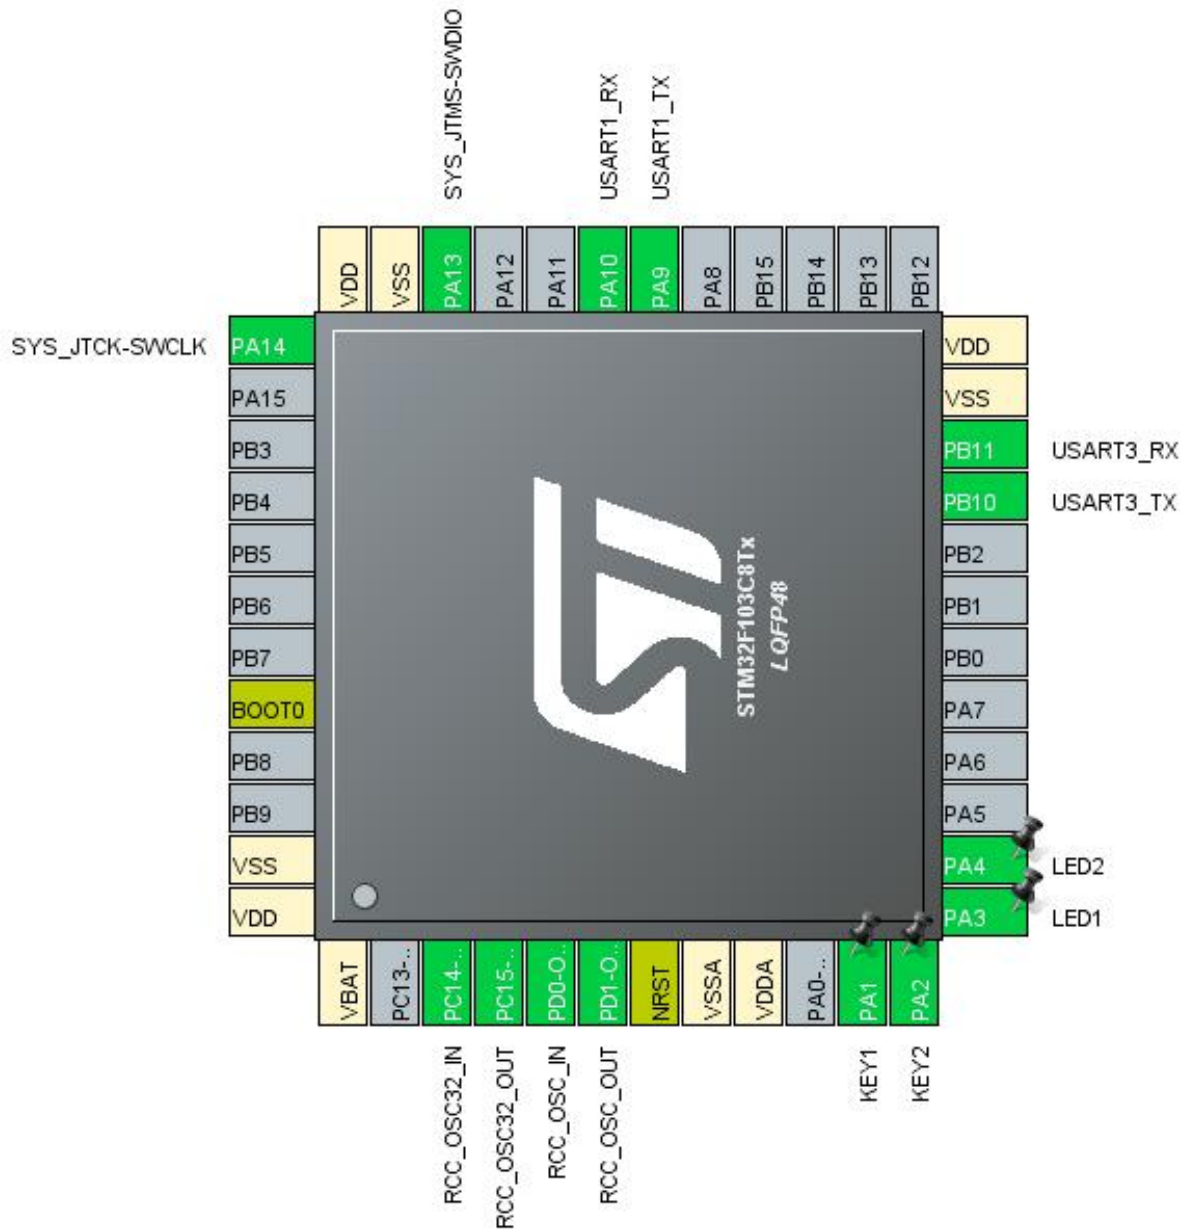 SYS_JTMS-SWDIO
USART1_RX
USART1_TX
VDD
VSS
PA13
PA12
PA11
PA10
PA9
PA8
PB15
PB14
PB13
PB12
SYS_JTCK-SWCLK
PA14
PA15
PB3
PB4
PB5
PB6
PB7
BOOT0
PB8
PB9
VSS
VDD
STM32F103C8Tx
LQFP48
VDD
VSS
PB11 USART3_RX
PB10 USART3_TX
PB2
PB1
PB0
PA7
PA6
PA5
PA4 LED2
PA3 LED1
VBAT
PC13-..
PC14-..
PC15-..
PD0-O..
PD1-O..
NRST
VSSA
VDDA
PA0-...
PA1
PA2
RCC_OSC32_IN
RCC_OSC32_OUT
RCC_OSC_IN
RCC_OSC_OUT
KEY1
KEY2